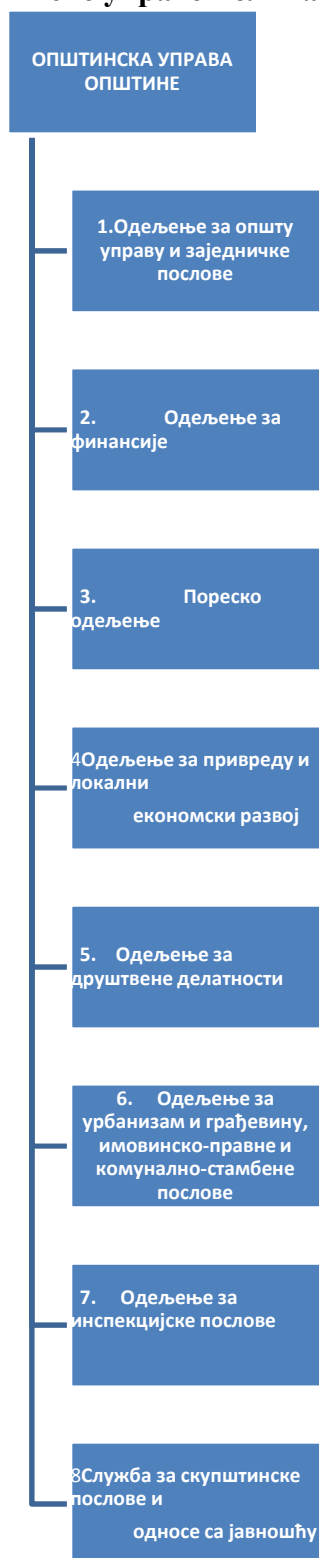 ОПШТИНСКА УПРАВА
ОПШТИНЕ
1.Одељење за општу
управу и заједничке
послове
2. Одељење за
финансије
3. Пореско
одељење
4Одељење за привреду и
локални
економски развој
5. Одељење за
друштвене делатности
6. Одељење за
урбанизам и грађевину,
имовинско-правне и
комунално-стамбене
послове
7. Одељење за
инспекцијске послове
8Служба за скупштинске
послове и
односе са јавношћу